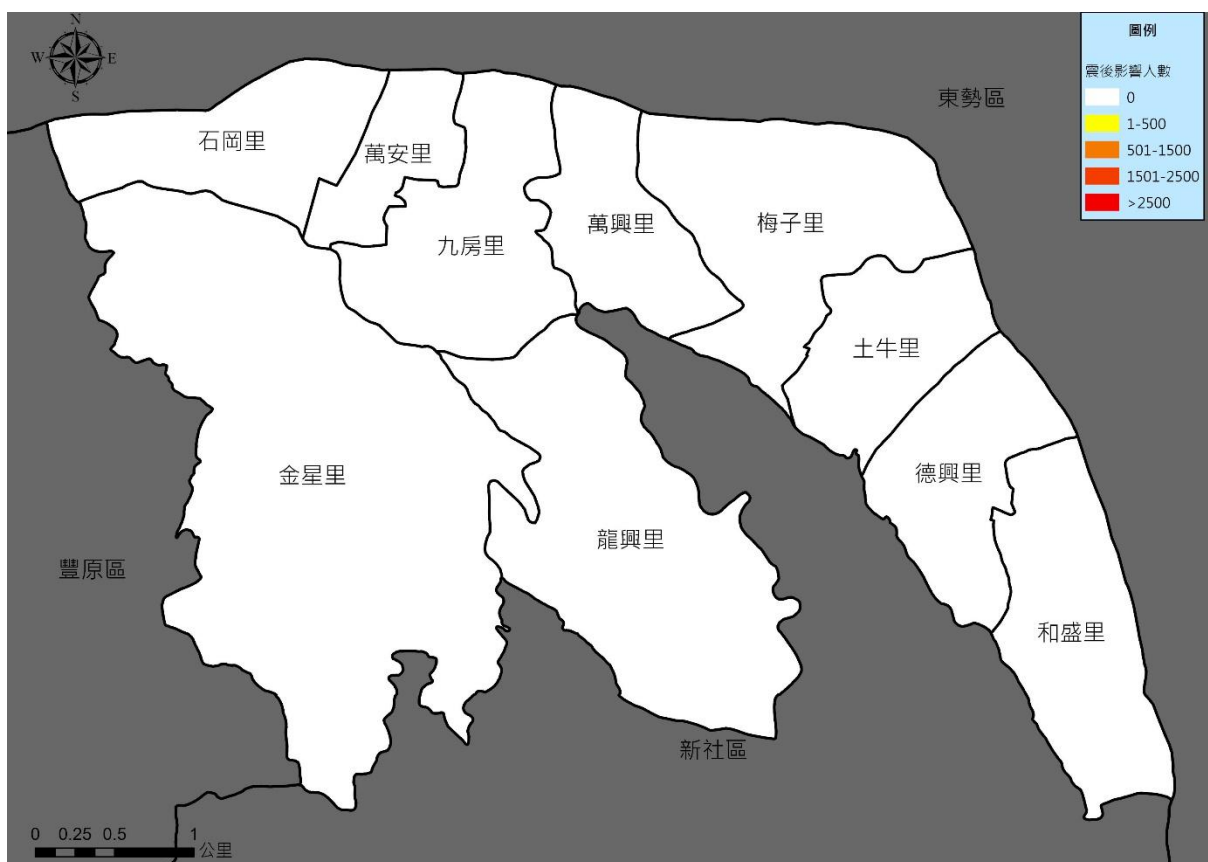 N
W
E
S
圖例
震後影響人數
0
1-500
501-1500
1501-2500
>2500
東勢區
石岡里
萬安里
九房里
萬興里
梅子里
土牛里
德興里
金星里
龍興里
豐原區
和盛里
新社區
0 0.25 0.5 1
公里